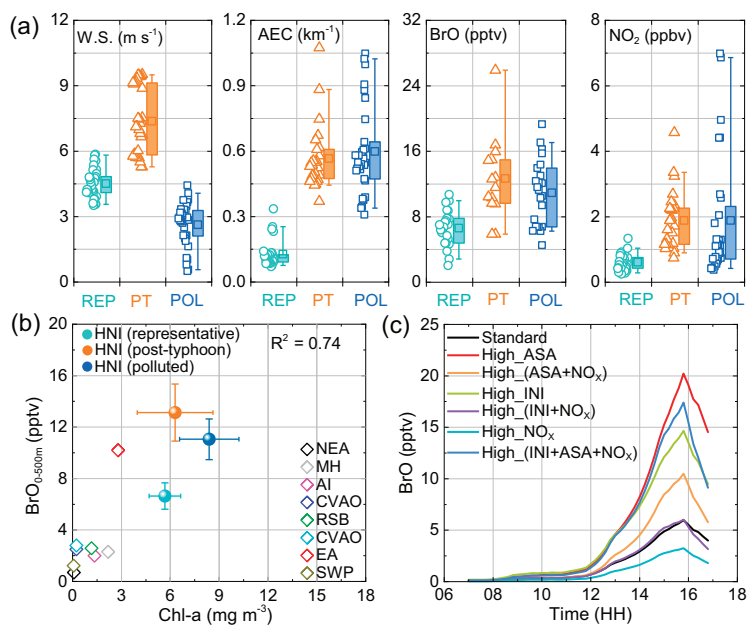 (a)
W.S. (m s⁻¹)
12
9
6
3
0
REP PT POL
AEC (km⁻¹)
1.2
0.9
0.6
0.3
0.0
REP PT POL
BrO (pptv)
32
24
16
8
0
REP PT POL
NO₂ (ppbv)
8
6
4
2
0
REP PT POL
(b)
HNI (representative)
HNI (post-typhoon)
HNI (polluted)
R² = 0.74
BrO₀₋₅₀₀ₘ (pptv)
20
16
12
8
4
0
0 3 6 9 12 15 18
Chl-a (mg m⁻³)
NEA
MH
AI
CVAO
RSB
CVAO
EA
SWP
(c)
Standard
High_ASA
High_(ASA+NOₓ)
High_INI
High_(INI+NOₓ)
High_NOₓ
High_(INI+ASA+NOₓ)
BrO (pptv)
25
20
15
10
5
0
06 08 10 12 14 16 18
Time (HH)